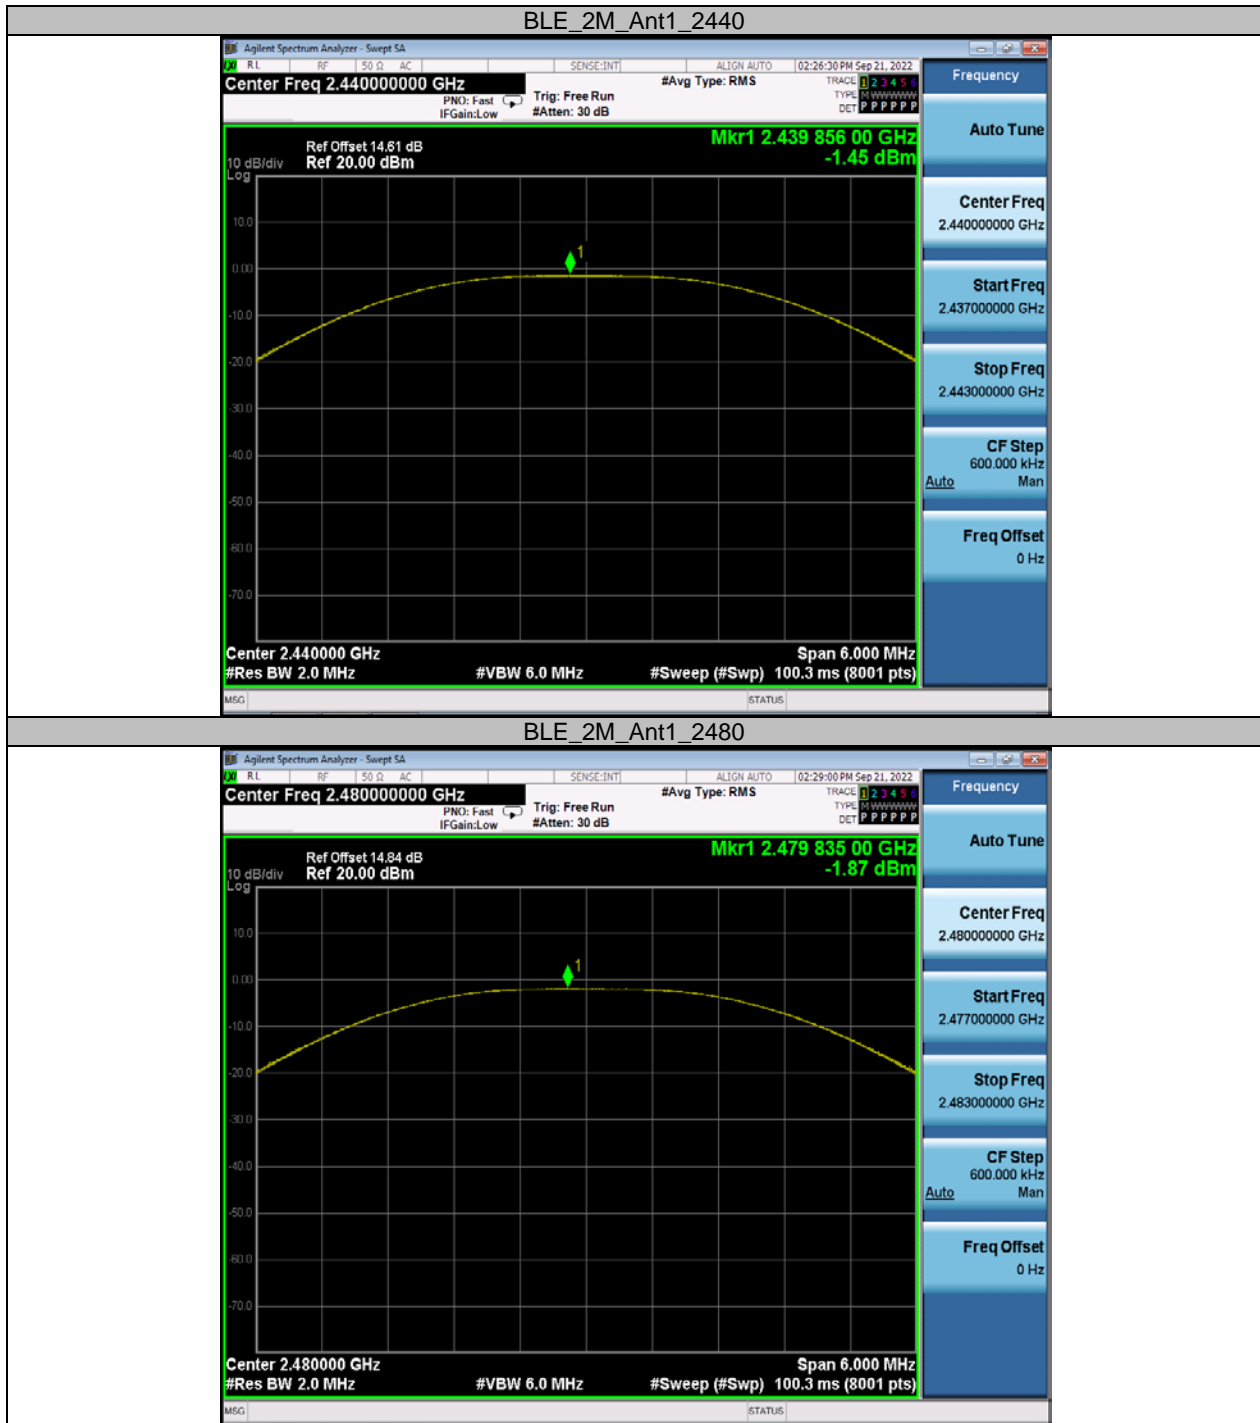 BLE_2M_Ant1_2440
Agilent Spectrum Analyzer - Swept SA
RL RF 50 Ω AC SENSE:INT ALIGN AUTO 02:26:30 PM Sep 21, 2022
Center Freq 2.440000000 GHz #Avg Type: RMS TRACE 1 2 3 4 5 6
PNO: Fast Trig: Free Run TYPE M WWWWW
IFGain:Low #Atten: 30 dB DET P P P P P P
Frequency
Auto Tune
Mkr1 2.439 856 00 GHz
Ref Offset 14.61 dB
-1.45 dBm
10 dB/div Ref 20.00 dBm
Log
10.0
0.00
-10.0
-20.0
-30.0
-40.0
-50.0
-60.0
-70.0
1
Center Freq
2.440000000 GHz
Start Freq
2.437000000 GHz
Stop Freq
2.443000000 GHz
CF Step
600.000 kHz
Auto Man
Freq Offset
0 Hz
Center 2.440000 GHz Span 6.000 MHz
#Res BW 2.0 MHz #VBW 6.0 MHz #Sweep (#Swp) 100.3 ms (8001 pts)
MSG STATUS
BLE_2M_Ant1_2480
Agilent Spectrum Analyzer - Swept SA
RL RF 50 Ω AC SENSE:INT ALIGN AUTO 02:29:00 PM Sep 21, 2022
Center Freq 2.480000000 GHz #Avg Type: RMS TRACE 1 2 3 4 5 6
PNO: Fast Trig: Free Run TYPE M WWWWW
IFGain:Low #Atten: 30 dB DET P P P P P P
Frequency
Auto Tune
Mkr1 2.479 835 00 GHz
Ref Offset 14.84 dB
-1.87 dBm
10 dB/div Ref 20.00 dBm
Log
10.0
0.00
-10.0
-20.0
-30.0
-40.0
-50.0
-60.0
-70.0
1
Center Freq
2.480000000 GHz
Start Freq
2.477000000 GHz
Stop Freq
2.483000000 GHz
CF Step
600.000 kHz
Auto Man
Freq Offset
0 Hz
Center 2.480000 GHz Span 6.000 MHz
#Res BW 2.0 MHz #VBW 6.0 MHz #Sweep (#Swp) 100.3 ms (8001 pts)
MSG STATUS